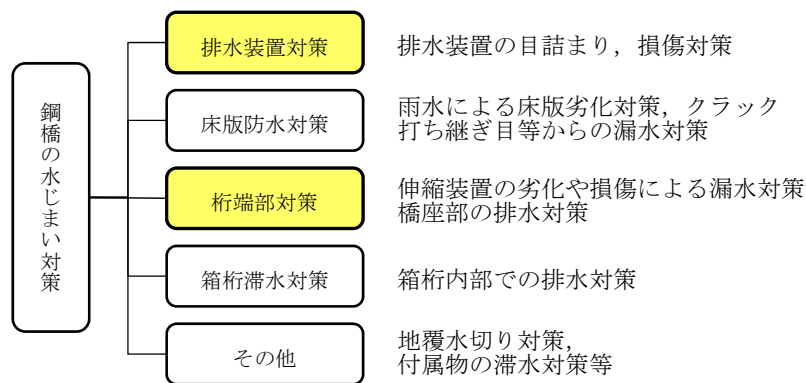 鋼橋の水じまい対策
排水装置対策
排水装置の目詰まり，損傷対策
床版防水対策
雨水による床版劣化対策，クラック
打ち継ぎ目等からの漏水対策
桁端部対策
伸縮装置の劣化や損傷による漏水対策
橋座部の排水対策
箱桁滞水対策
箱桁内部での排水対策
その他
地覆水切り対策，
付属物の滞水対策等